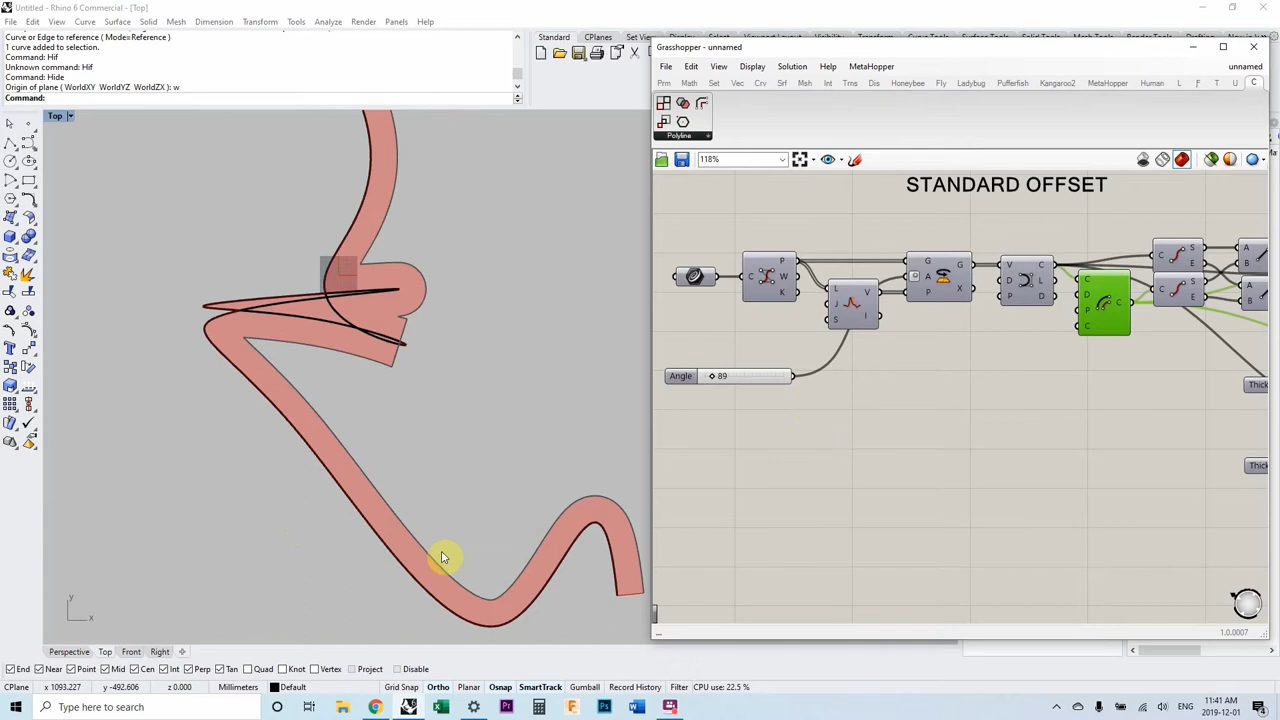 Untitled - Rhino 6 Commercial - [Top]
File Edit View Curve Surface Solid Mesh Dimension Transform Tools Analyze Render Panels Help
Curve or Edge to reference ( Mode=Reference )
1 curve added to selection.
Command: Hif
Unknown command: Hif
Command: Hide
Origin of plane ( WorldXY WorldYZ WorldZX ): w
Command:
Standard CPlanes Set View
Top
Grasshopper - unnamed
File Edit View Display Solution Help MetaHopper unnamed
Prm Math Set Vec Crv Srf Msh Int Trns Dis Honeybee Fly Ladybug Pufferfish Kangaroo2 MetaHopper Human L F T U C
Polyline
118%
STANDARD OFFSET
C P W K
L J S V I
G A P G X
V D P C L D
C D P C C
C S I
C S I
A B
A B
Angle 89
Thick
Thick
1.0.0007
y
x
Perspective Top Front Right
End Near Point Mid Cen Int Perp Tan Quad Knot Vertex Project Disable
CPlane x 1093.227 y -492.606 z 0.000 Millimeters Default Grid Snap Ortho Planar Osnap SmartTrack Gumball Record History Filter CPU use: 22.5 %
Type here to search
11:41 AM
2019-12-01